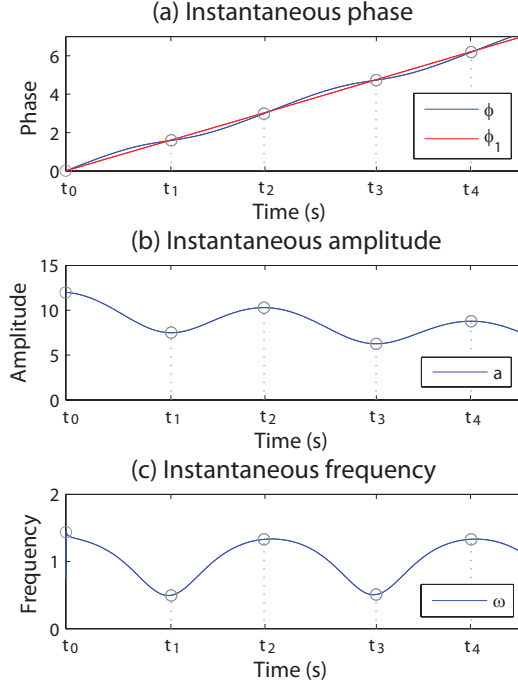 (a) Instantaneous phase
Phase
6
4
2
0
ϕ
ϕ1
t0 t1 t2 t3 t4
Time (s)
(b) Instantaneous amplitude
Amplitude
15
10
5
0
a
t0 t1 t2 t3 t4
Time (s)
(c) Instantaneous frequency
Frequency
2
1
0
ω
t0 t1 t2 t3 t4
Time (s)